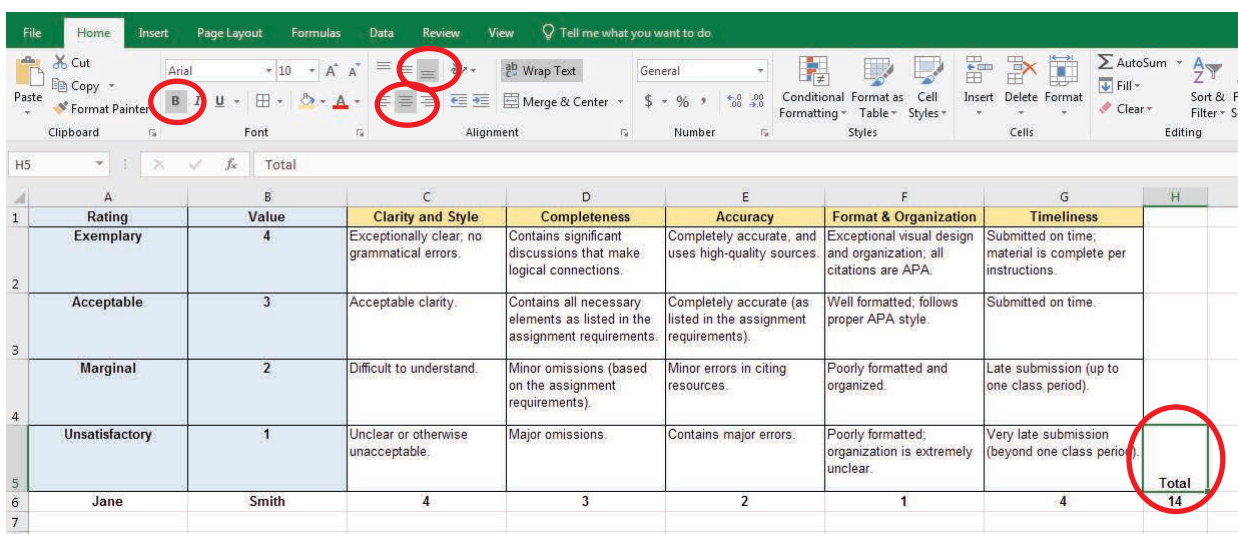 File Home Insert Page Layout Formulas Data Review View Tell me what you want to do
Cut
Copy
Format Painter
Paste
Clipboard
Arial 10 A A
B I U A
Font
Wrap Text
Merge & Center
Alignment
General
$ % , .00 .00
Number
Conditional Formatting
Format as Table
Cell Styles
Styles
Insert Delete Format
Cells
AutoSum
Fill
Clear
Sort &
Filter
Editing
H5 fx Total
A B C D E F G H
1 Rating Value Clarity and Style Completeness Accuracy Format & Organization Timeliness
2 Exemplary 4
Exceptionally clear; no
grammatical errors.
Contains significant
discussions that make
logical connections.
Completely accurate, and
uses high-quality sources.
Exceptional visual design
and organization; all
citations are APA.
Submitted on time;
material is complete per
instructions.
3 Acceptable 3
Acceptable clarity.
Contains all necessary
elements as listed in the
assignment requirements.
Completely accurate (as
listed in the assignment
requirements).
Well formatted; follows
proper APA style.
Submitted on time.
4 Marginal 2
Difficult to understand.
Minor omissions (based
on the assignment
requirements).
Minor errors in citing
resources.
Poorly formatted and
organized.
Late submission (up to
one class period).
5 Unsatisfactory 1
Unclear or otherwise
unacceptable.
Major omissions.
Contains major errors.
Poorly formatted;
organization is extremely
unclear.
Very late submission
(beyond one class period).
Total
6 Jane Smith 4 3 2 1 4 14
7